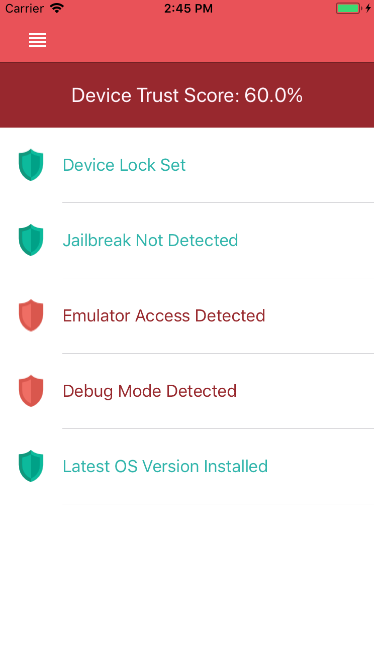 Carrier 2:45 PM
Device Trust Score: 60.0%
Device Lock Set
Jailbreak Not Detected
Emulator Access Detected
Debug Mode Detected
Latest OS Version Installed